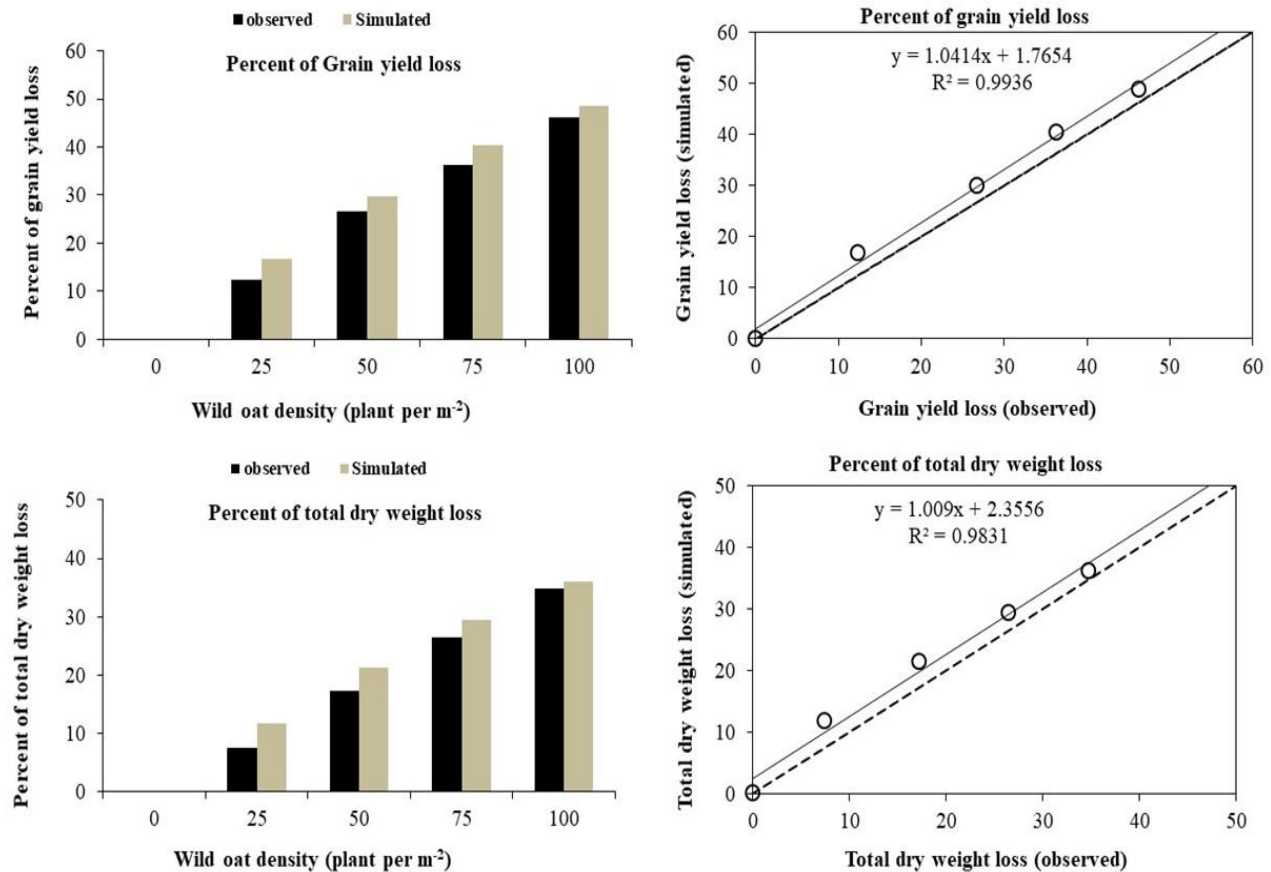 observed Simulated
Percent of Grain yield loss
Percent of grain yield loss
60
50
40
30
20
10
0
0 25 50 75 100
Wild oat density (plant per m-2)
Percent of grain yield loss
y = 1.0414x + 1.7654
R² = 0.9936
Grain yield loss (simulated)
60
50
40
30
20
10
0
0 10 20 30 40 50 60
Grain yield loss (observed)
observed Simulated
Percent of total dry weight loss
Percent of total dry weight loss
50
40
30
20
10
0
0 25 50 75 100
Wild oat density (plant per m-2)
Percent of total dry weight loss
y = 1.009x + 2.3556
R² = 0.9831
Total dry weight loss (simulated)
50
40
30
20
10
0
0 10 20 30 40 50
Total dry weight loss (observed)